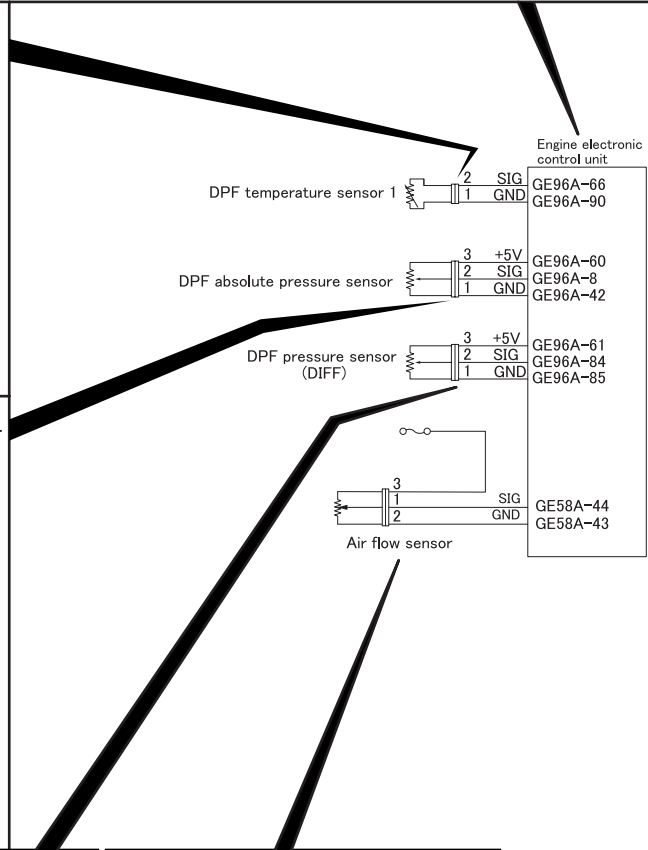 Engine electronic
control unit
DPF temperature sensor 1
2 SIG GE96A-66
1 GND GE96A-90
DPF absolute pressure sensor
3 +5V GE96A-60
2 SIG GE96A-8
1 GND GE96A-42
DPF pressure sensor
(DIFF)
3 +5V GE96A-61
2 SIG GE96A-84
1 GND GE96A-85
3
1 SIG GE58A-44
2 GND GE58A-43
Air flow sensor